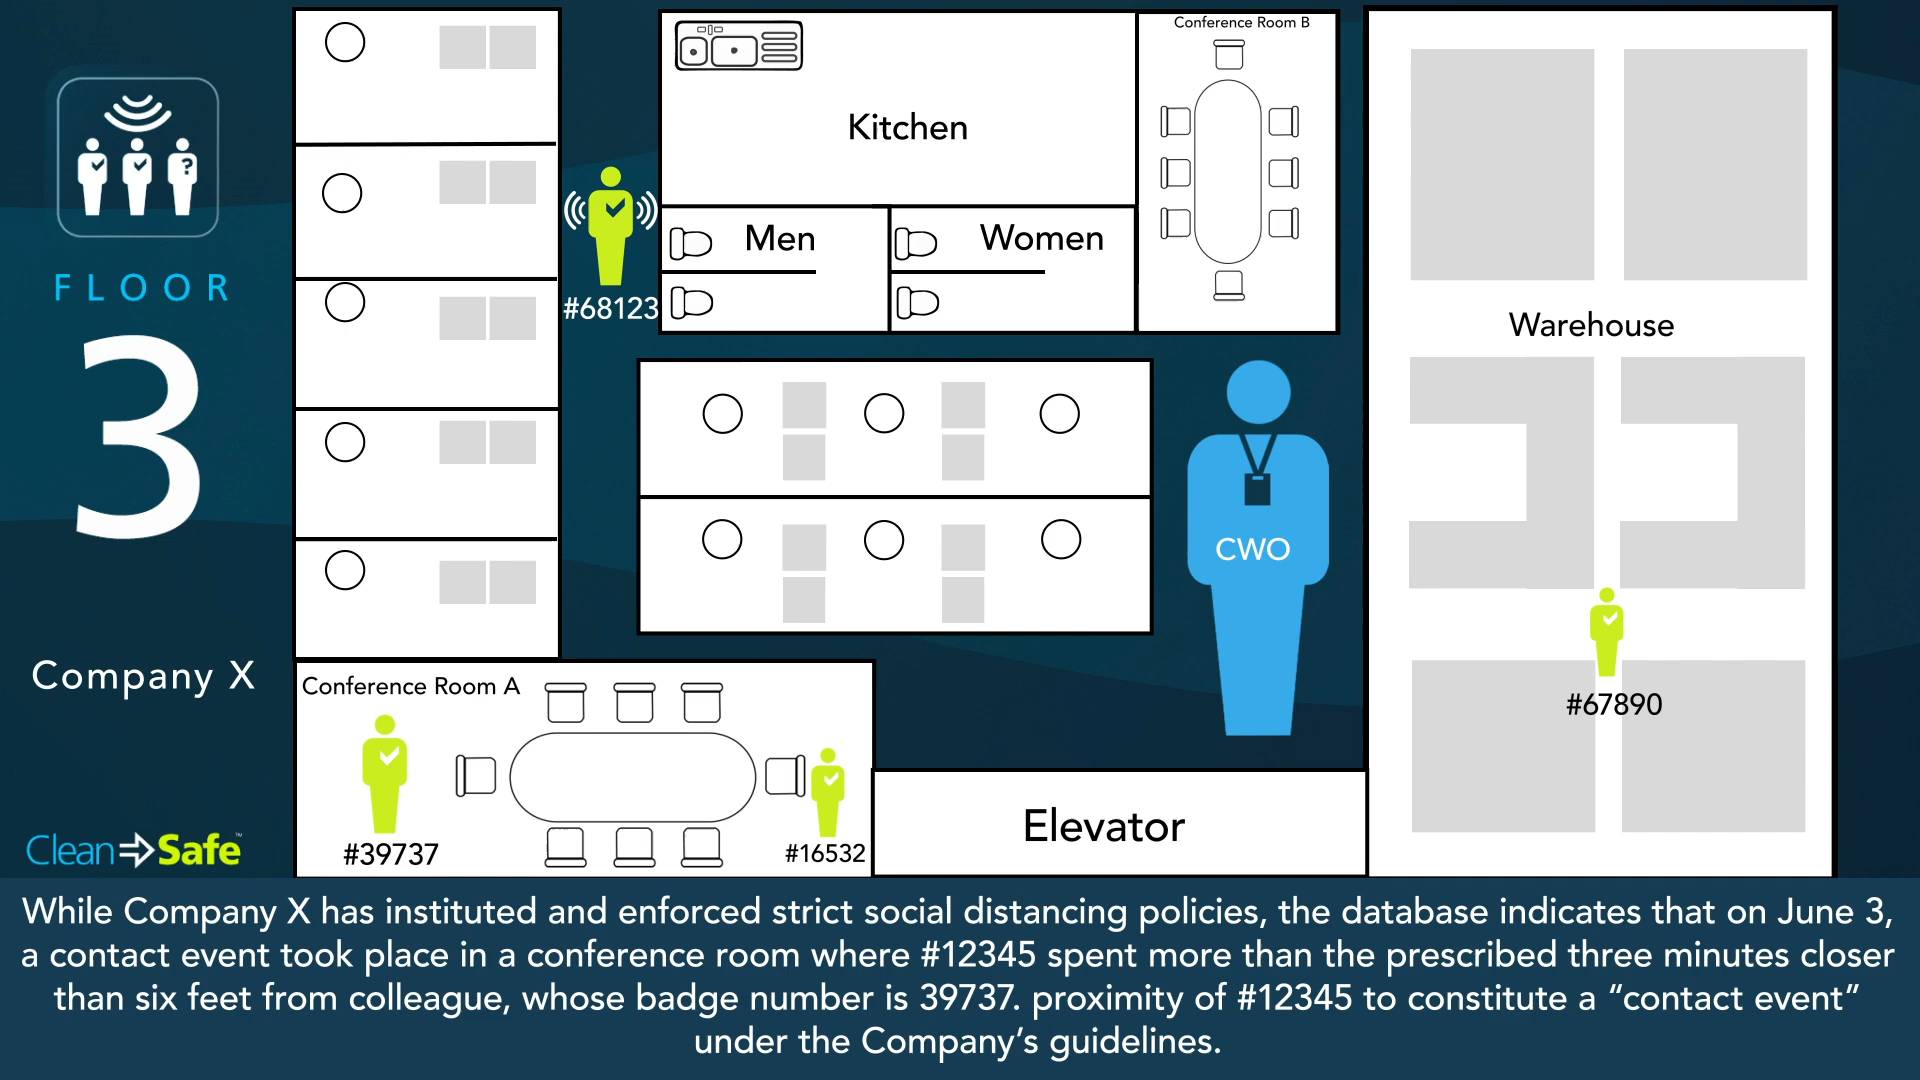 Conference Room B
Kitchen
Men
Women
#68123
FLOOR
3
Warehouse
CWO
Company X
Conference Room A
#67890
#39737
#16532
Elevator
Clean Safe™
While Company X has instituted and enforced strict social distancing policies, the database indicates that on June 3,
a contact event took place in a conference room where #12345 spent more than the prescribed three minutes closer
than six feet from colleague, whose badge number is 39737. proximity of #12345 to constitute a “contact event”
under the Company’s guidelines.